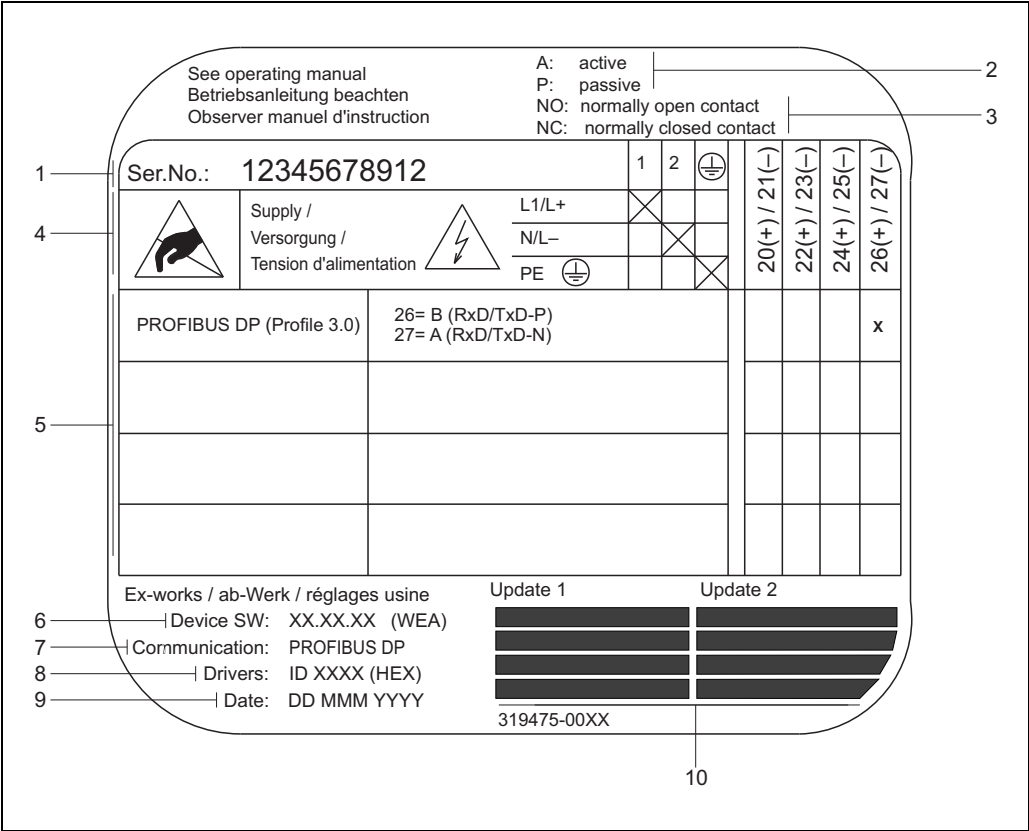 See operating manual
Betriebsanleitung beachten
Observer manuel d'instruction
A: active
P: passive
NO: normally open contact
NC: normally closed contact
2
3
1
Ser.No.: 12345678912
1 2
20(+) / 21(–)
22(+) / 23(–)
24(+) / 25(–)
26(+) / 27(–)
4
Supply /
Versorgung /
Tension d'alimentation
L1/L+
N/L–
PE
5
PROFIBUS DP (Profile 3.0)
26= B (RxD/TxD-P)
27= A (RxD/TxD-N)
x
Ex-works / ab-Werk / réglages usine
6 Device SW: XX.XX.XX (WEA)
7 Communication: PROFIBUS DP
8 Drivers: ID XXXX (HEX)
9 Date: DD MMM YYYY
Update 1
Update 2
319475-00XX
10